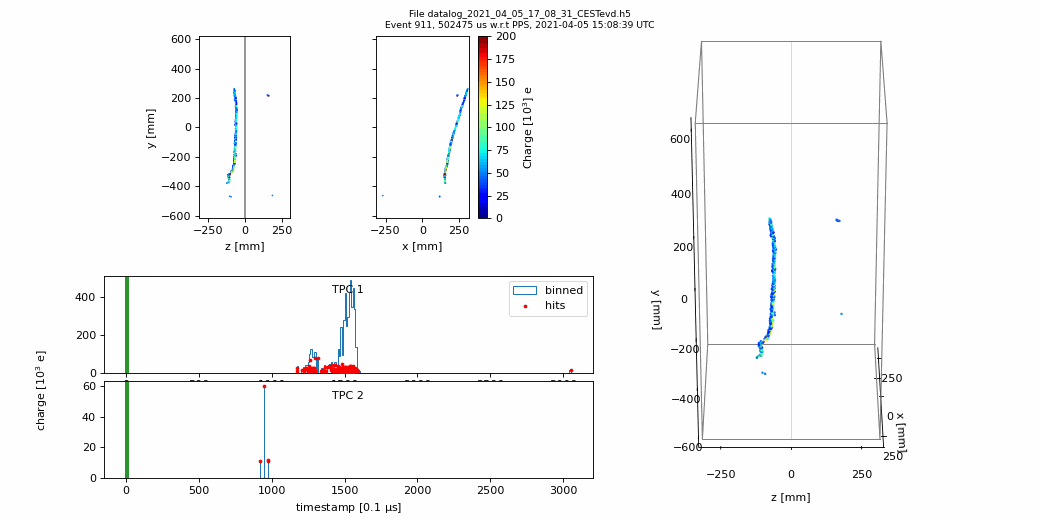 File datalog_2021_04_05_17_08_31_CESTevd.h5
Event 911, 502475 us w.r.t PPS, 2021-04-05 15:08:39 UTC
600
400
200
0
−200
−400
−600
y [mm]
−250 0 250
z [mm]
−250 0 250
x [mm]
200
175
150
125
100
75
50
25
0
Charge [10³] e
600
400
200
0
−200
−400
−600
y [mm]
−250 0 250
z [mm]
250
0
250
x [mm]
TPC 1
binned
hits
400
200
0
TPC 2
60
40
20
0
charge [10³ e]
0 500 1000 1500 2000 2500 3000
timestamp [0.1 µs]